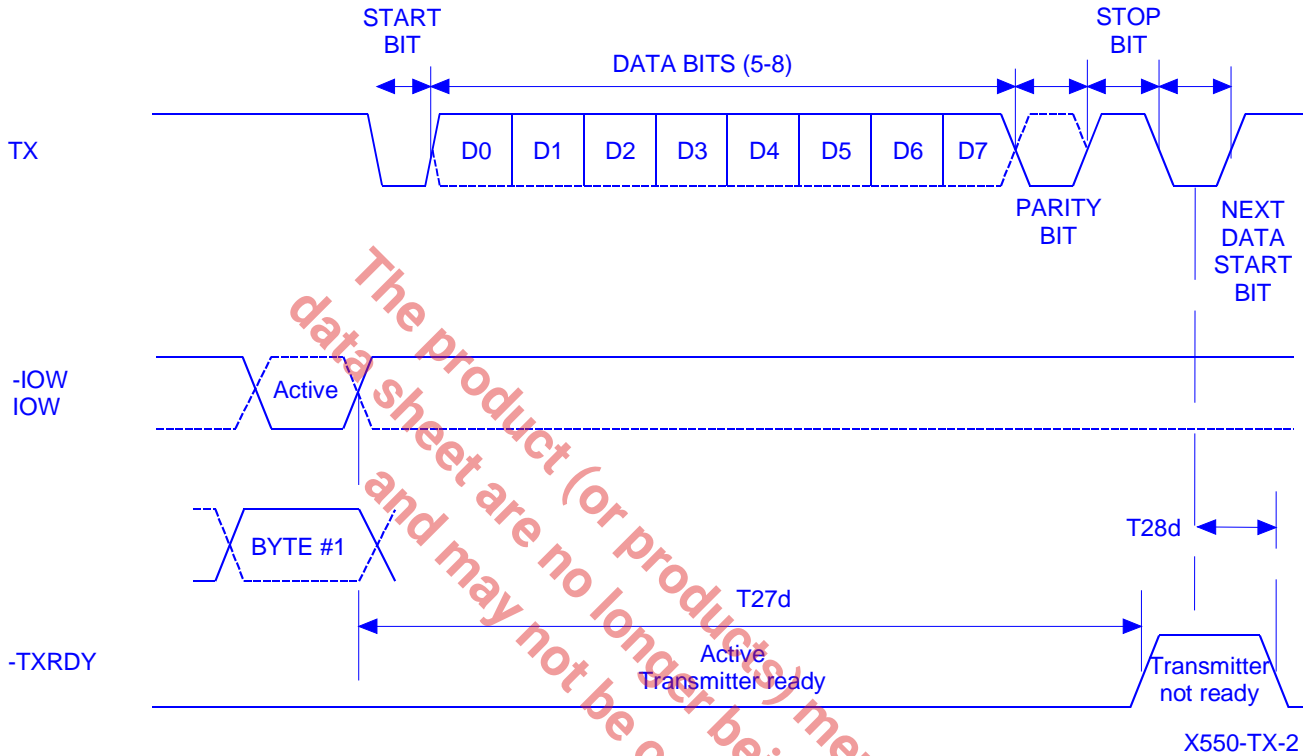 START
BIT
DATA BITS (5-8)
STOP
BIT
TX
D0 D1 D2 D3 D4 D5 D6 D7
PARITY
BIT
NEXT
DATA
START
BIT
-IOW
IOW
Active
BYTE #1
T28d
T27d
-TXRDY
Active
Transmitter ready
Transmitter
not ready
X550-TX-2
The product (or products) men
data sheet are no longer bein
and may not be o